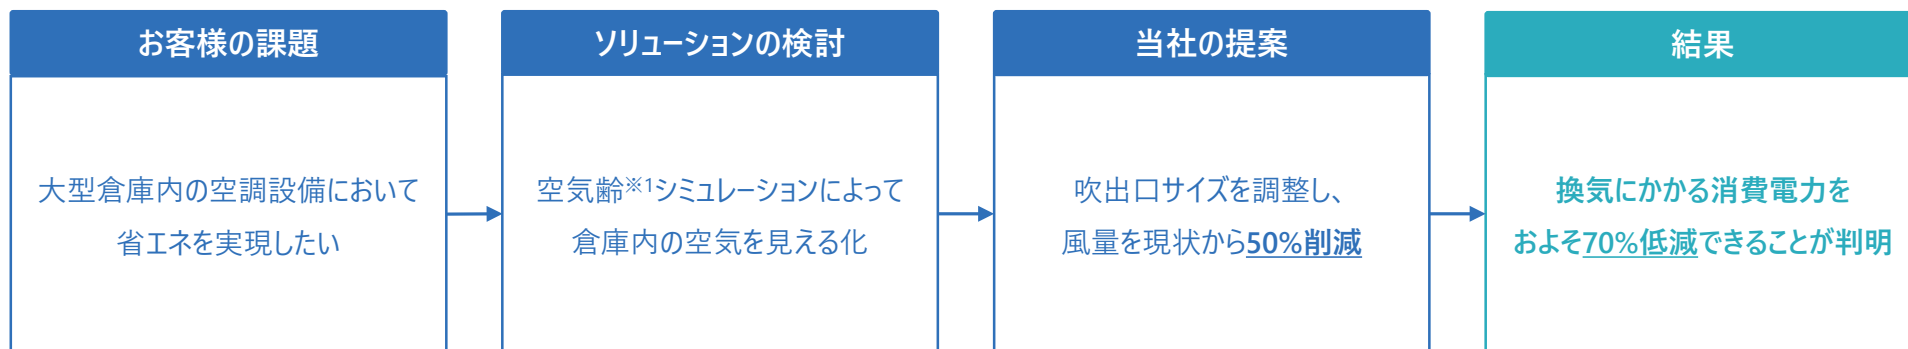 お客様の課題
大型倉庫内の空調設備において
省エネを実現したい
ソリューションの検討
空気齢※1シミュレーションによって
倉庫内の空気を見える化
当社の提案
吹出口サイズを調整し、
風量を現状から50%削減
結果
換気にかかる消費電力を
およそ70%低減できることが判明